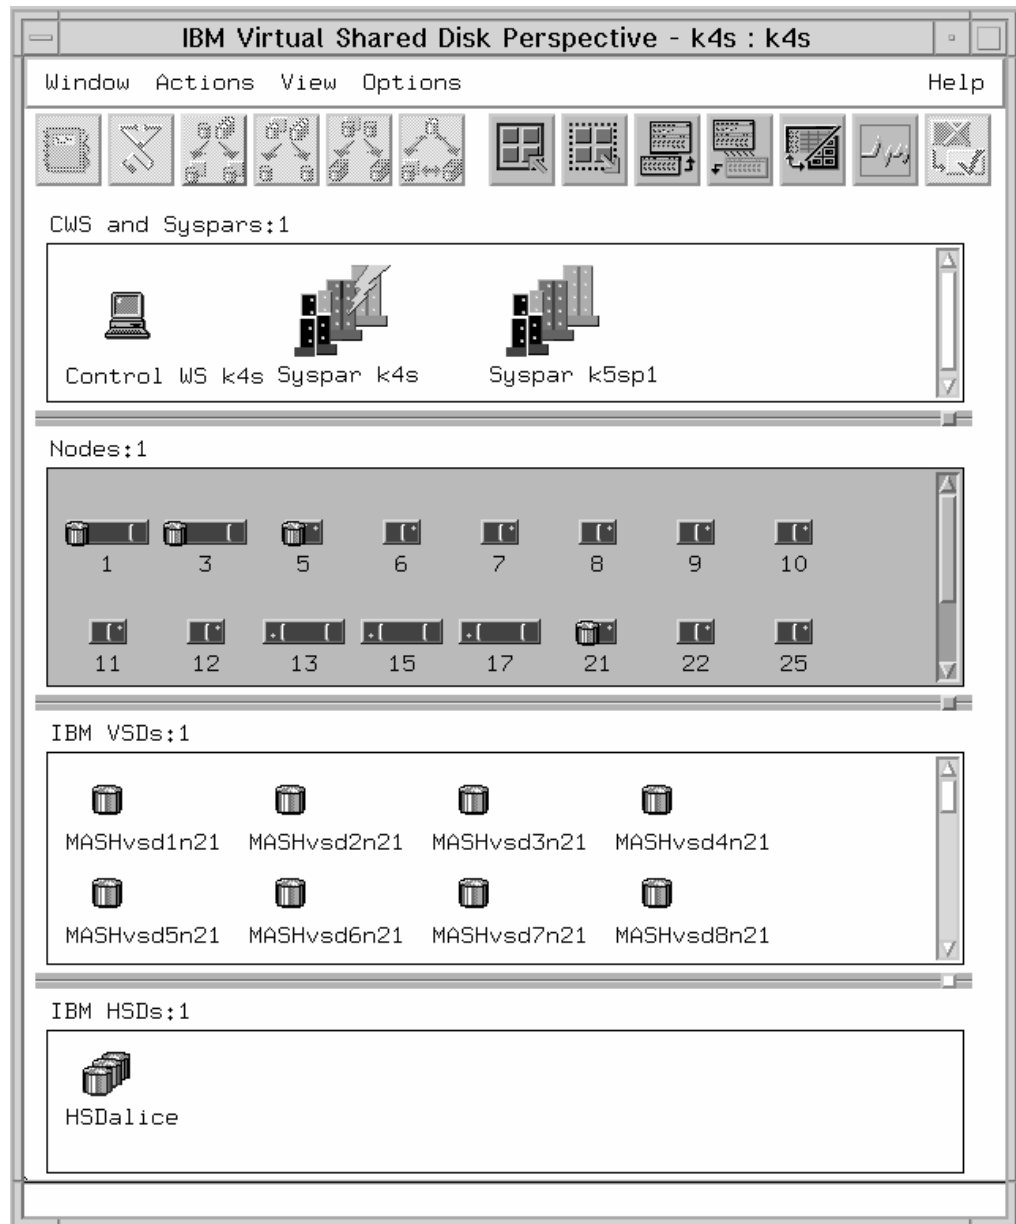 IBM Virtual Shared Disk Perspective - k4s : k4s
Window Actions View Options Help
CWS and Syspars:1
Control WS k4s Syspar k4s Syspar k5sp1
Nodes:1
1 3 5 6 7 8 9 10
11 12 13 15 17 21 22 25
IBM VSDs:1
MASHvsd1n21 MASHvsd2n21 MASHvsd3n21 MASHvsd4n21
MASHvsd5n21 MASHvsd6n21 MASHvsd7n21 MASHvsd8n21
IBM HSDs:1
HSDalice